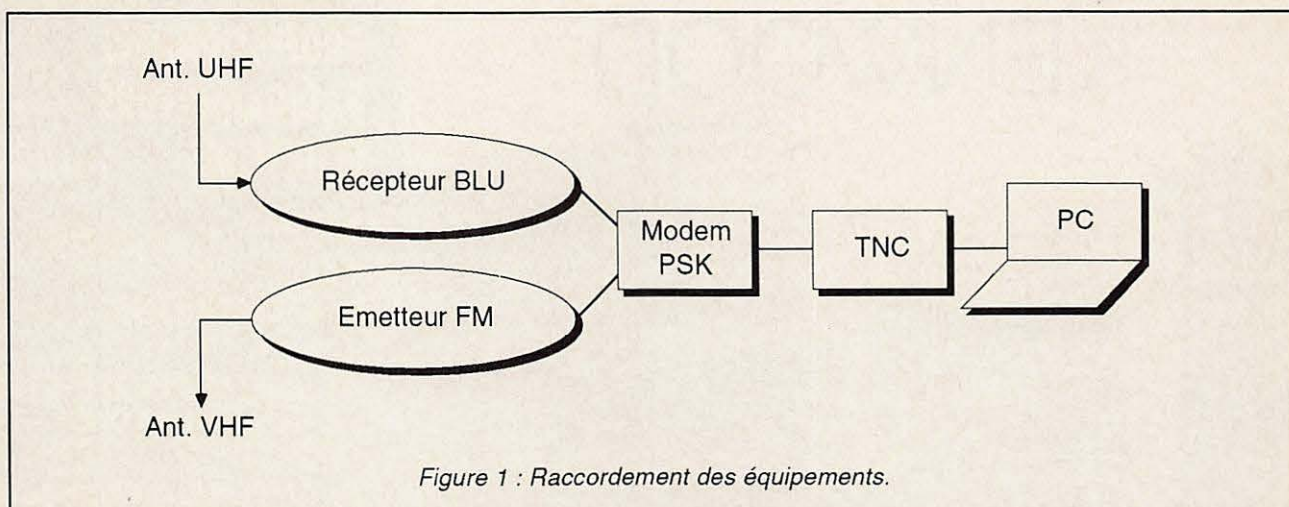 Ant. UHF
Récepteur BLU
Modem
PSK
TNC
PC
Emetteur FM
Ant. VHF
Figure 1 : Raccordement des équipements.